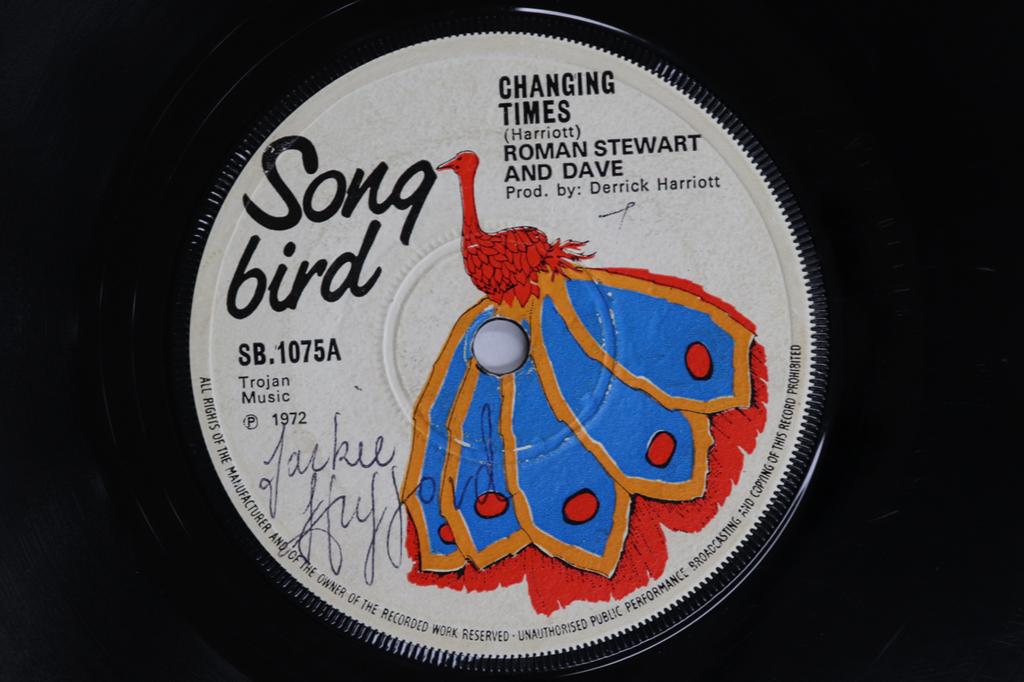 Song
bird
CHANGING
TIMES
(Harriott)
ROMAN STEWART
AND DAVE
Prod. by: Derrick Harriott
SB.1075A
Trojan
Music
℗ 1972
Jackie
ALL RIGHTS OF THE MANUFACTURER AND/OF THE OWNER OF THE RECORDED WORK RESERVED - UNAUTHORISED PUBLIC PERFORMANCE BROADCASTING AND COPYING OF THIS RECORD PROHIBITED